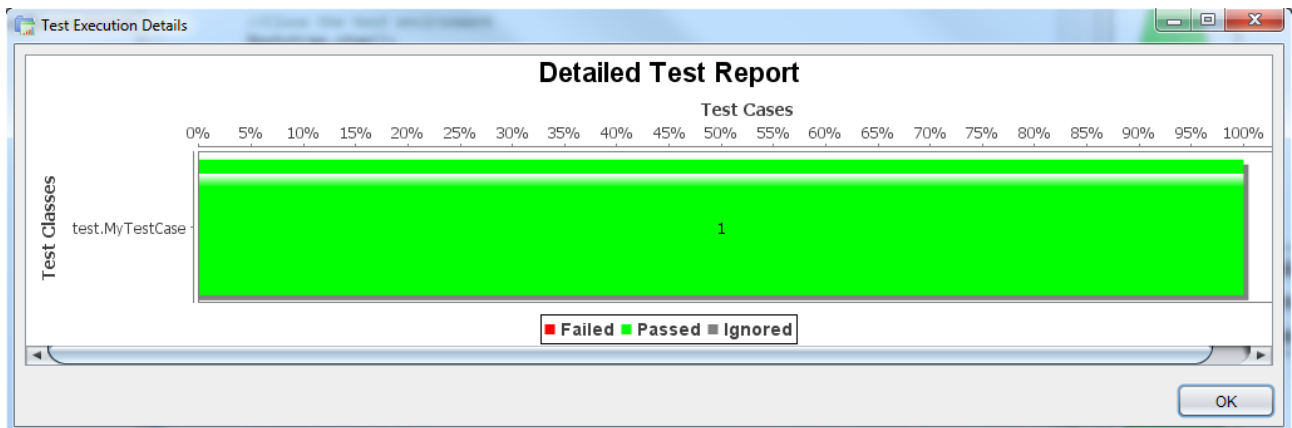 Test Execution Details
Detailed Test Report
Test Cases
0% 5% 10% 15% 20% 25% 30% 35% 40% 45% 50% 55% 60% 65% 70% 75% 80% 85% 90% 95% 100%
Test Classes
test.MyTestCase
1
Failed Passed Ignored
OK